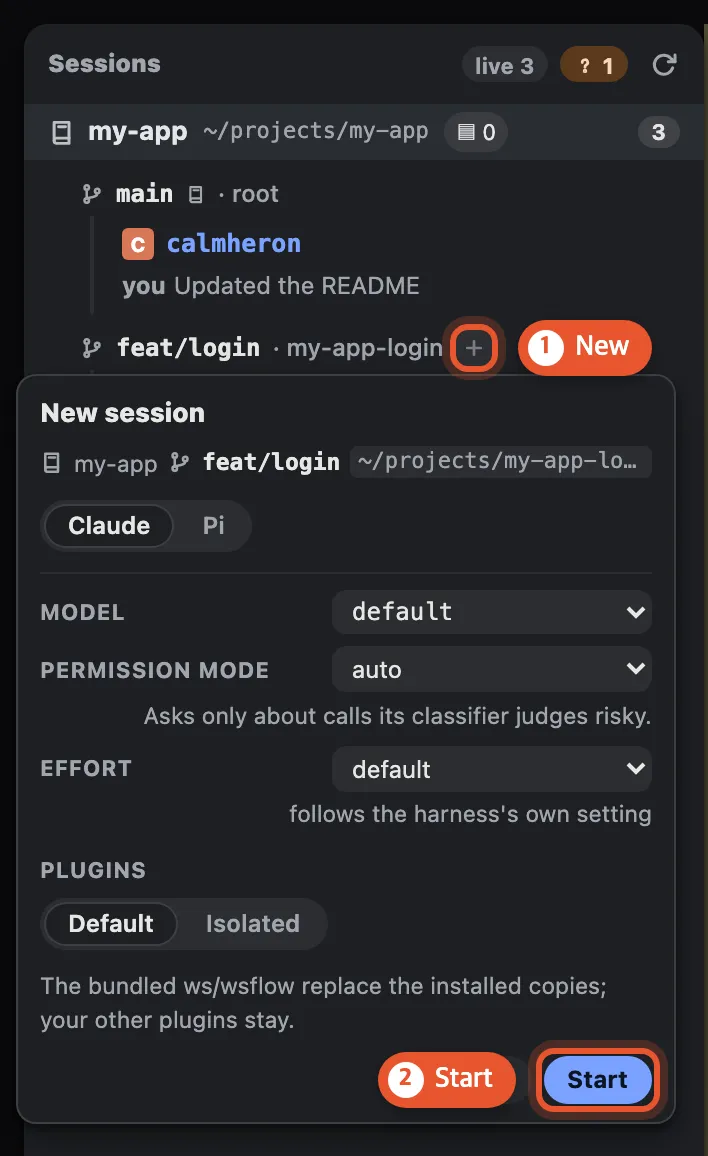 Sessions live 3 ? 1
my-app ~/projects/my-app 0 3
main · root
C calmheron
you Updated the README
feat/login · my-app-login + 1 New
New session
my-app feat/login ~/projects/my-app-lo…
Claude Pi
MODEL default
PERMISSION MODE auto
Asks only about calls its classifier judges risky.
EFFORT default
follows the harness's own setting
PLUGINS
Default Isolated
The bundled ws/wsflow replace the installed copies;
your other plugins stay.
2 Start Start